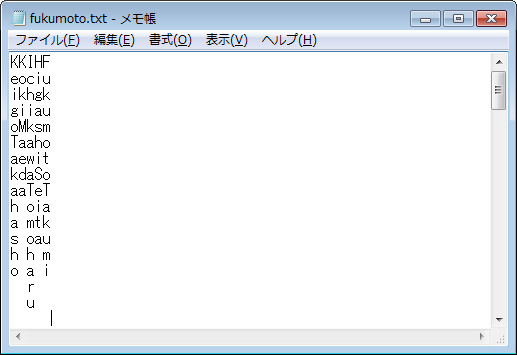 fukumoto.txt - メモ帳
ファイル(F) 編集(E) 書式(O) 表示(V) ヘルプ(H)
KKIHF
eociu
ikhgk
giiau
oMksm
Taaho
aewit
kdaSo
aaTeT
h oia
a mtk
s oau
h h m
o a i
  r
  u